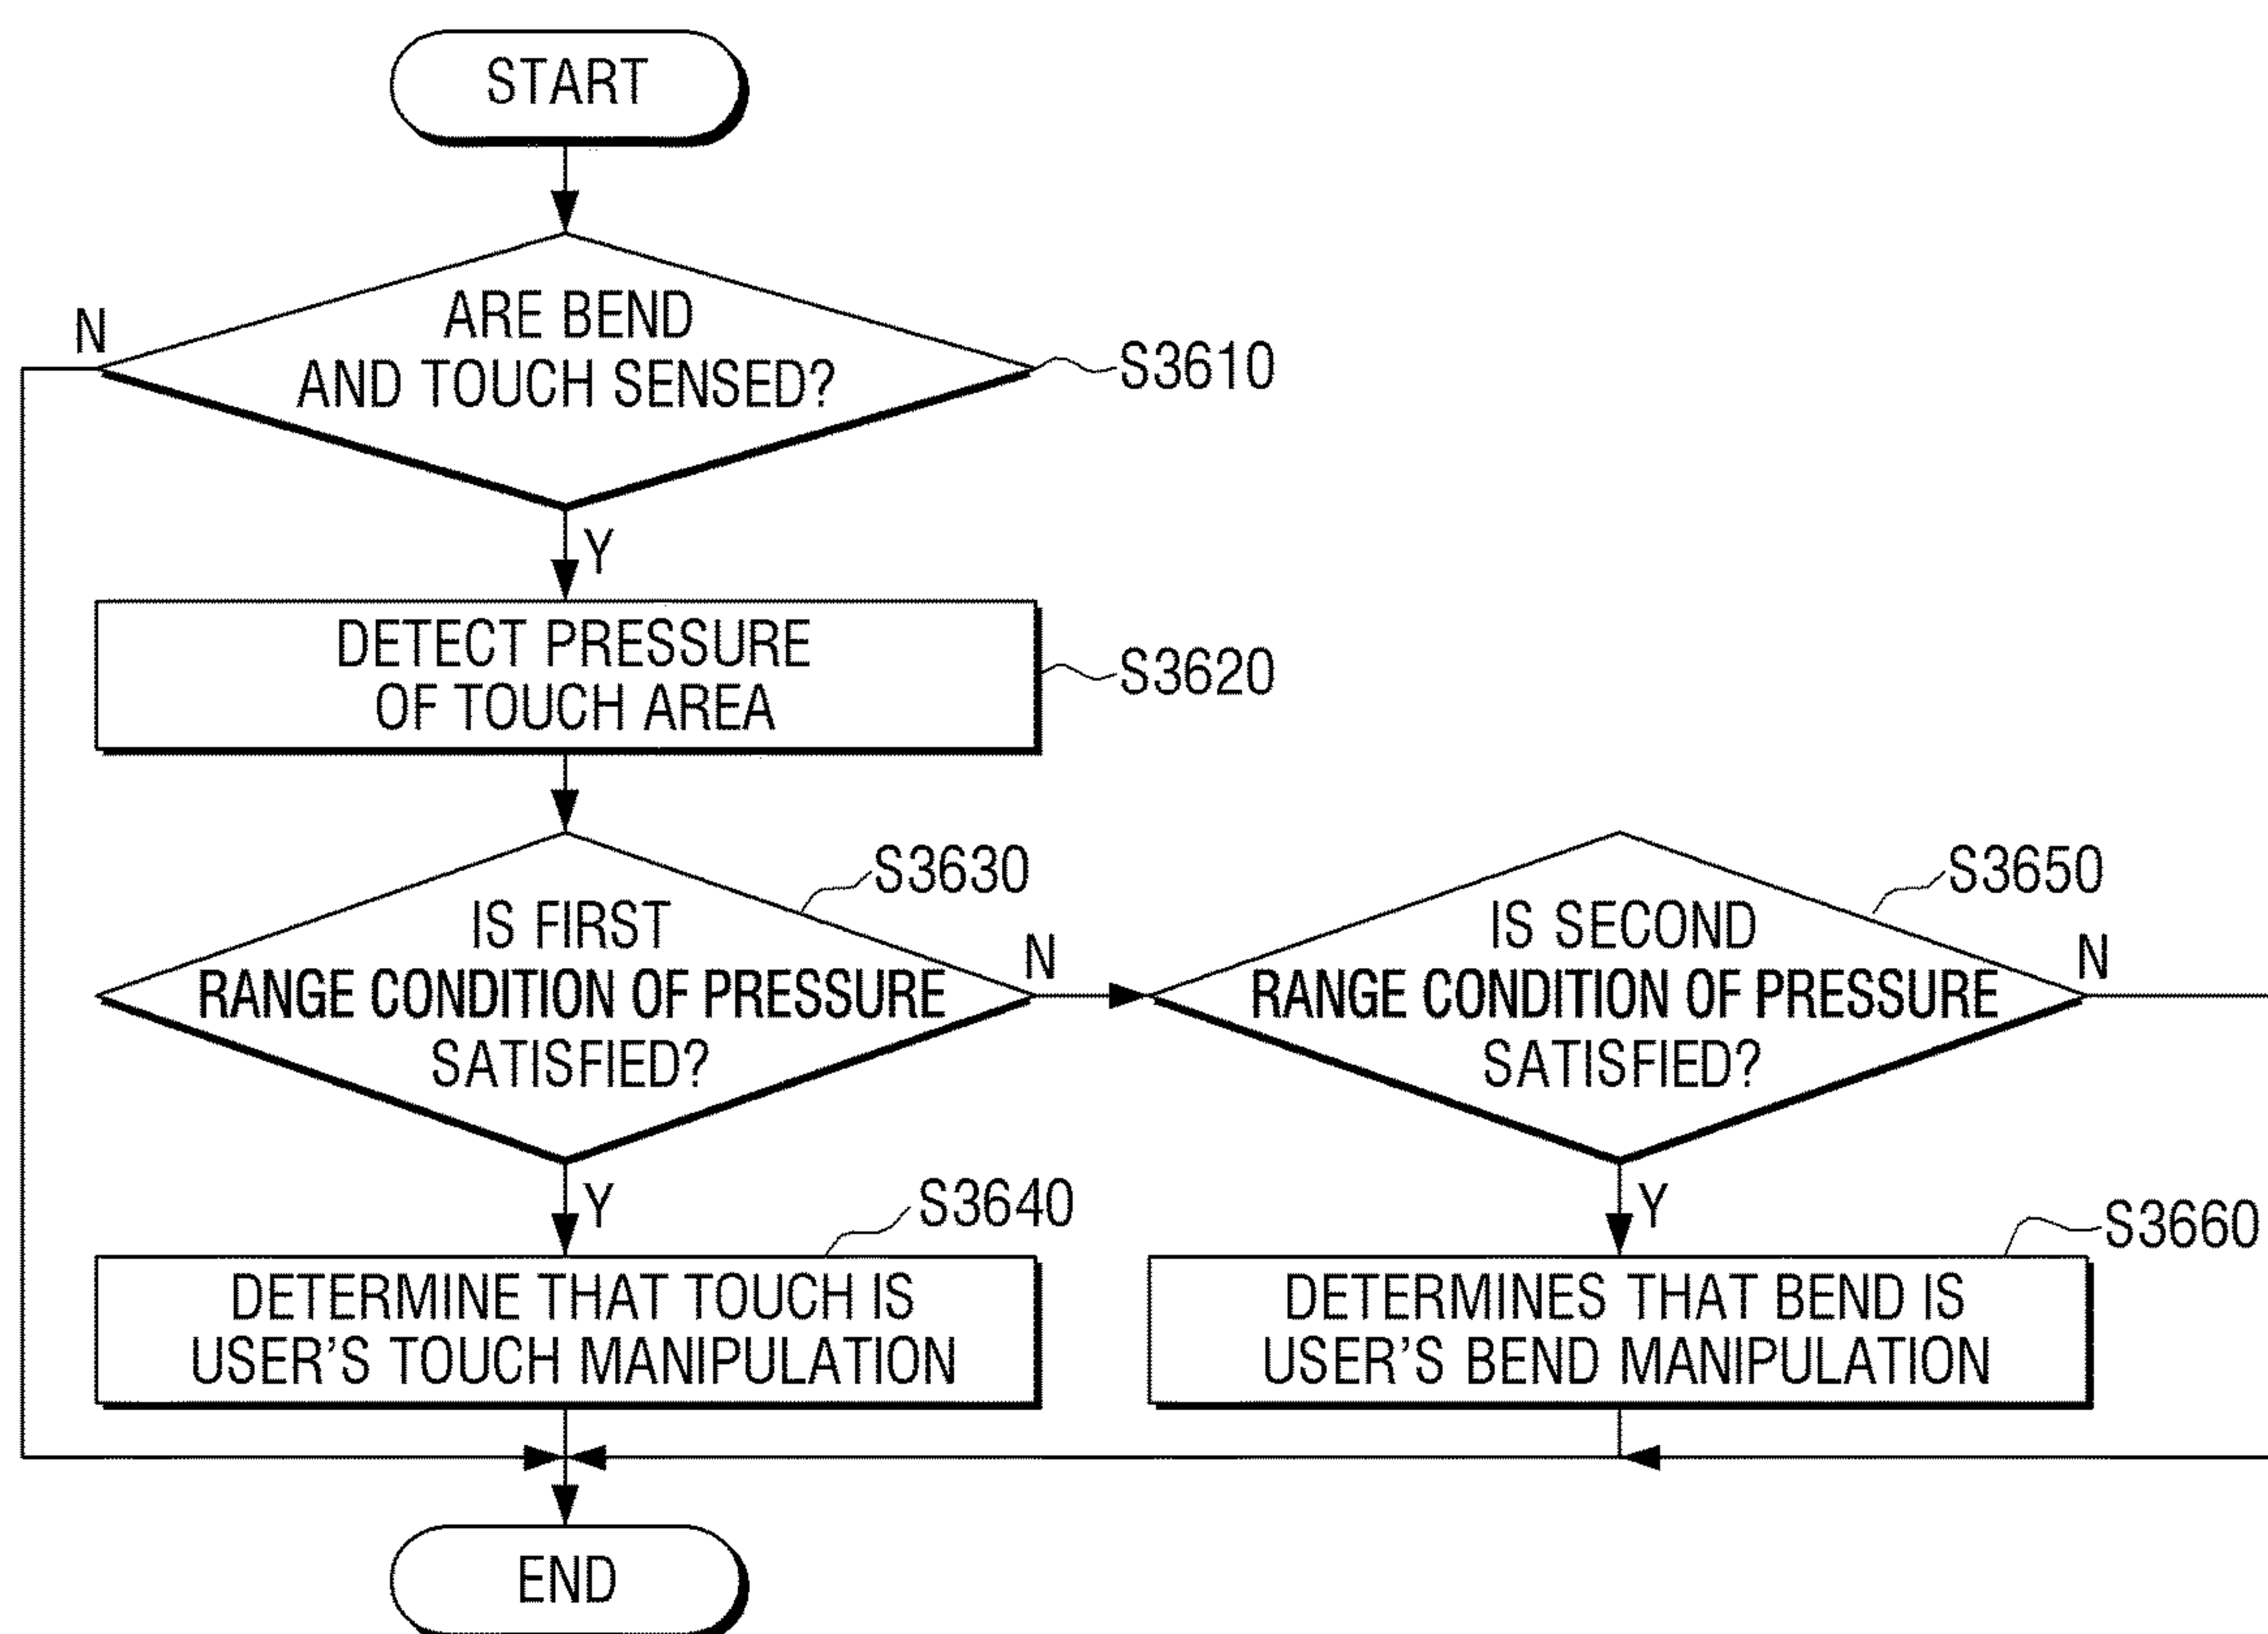 START
ARE BEND
AND TOUCH SENSED?
N
S3610
Y
DETECT PRESSURE
OF TOUCH AREA
S3620
S3630
IS FIRST
RANGE CONDITION OF PRESSURE
SATISFIED?
N
S3650
IS SECOND
RANGE CONDITION OF PRESSURE
SATISFIED?
N
Y
S3640
DETERMINE THAT TOUCH IS
USER'S TOUCH MANIPULATION
Y
S3660
DETERMINES THAT BEND IS
USER'S BEND MANIPULATION
END